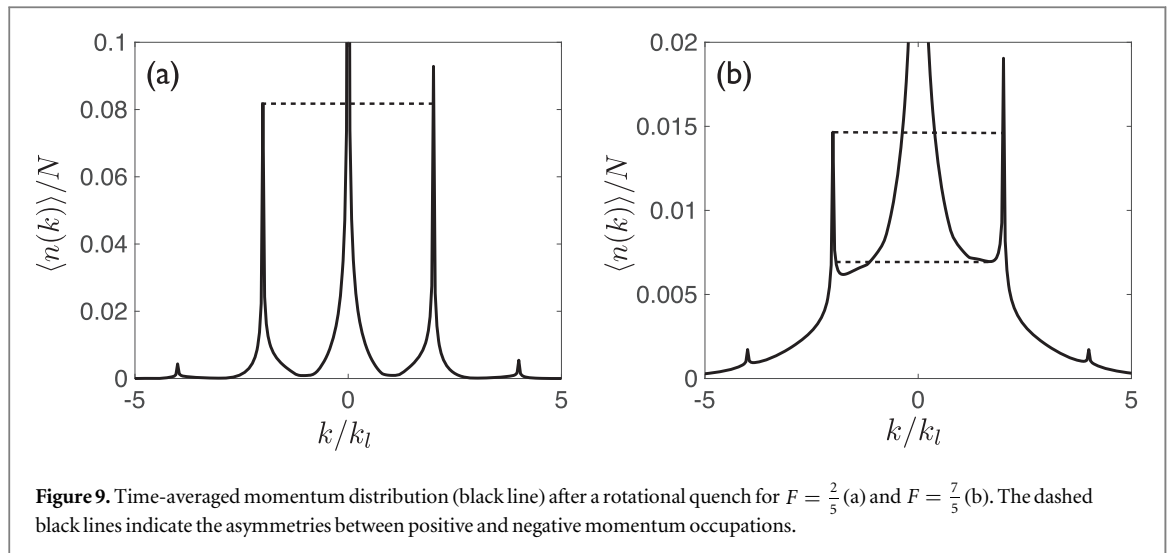 (a)
0.1
0.08
0.06
0.04
0.02
0
-5
0
5
⟨n(k)⟩/N
k/k_l
(b)
0.02
0.015
0.01
0.005
0
-5
0
5
⟨n(k)⟩/N
k/k_l
Figure 9. Time-averaged momentum distribution (black line) after a rotational quench for F = 2/5 (a) and F = 7/5 (b). The dashed
black lines indicate the asymmetries between positive and negative momentum occupations.